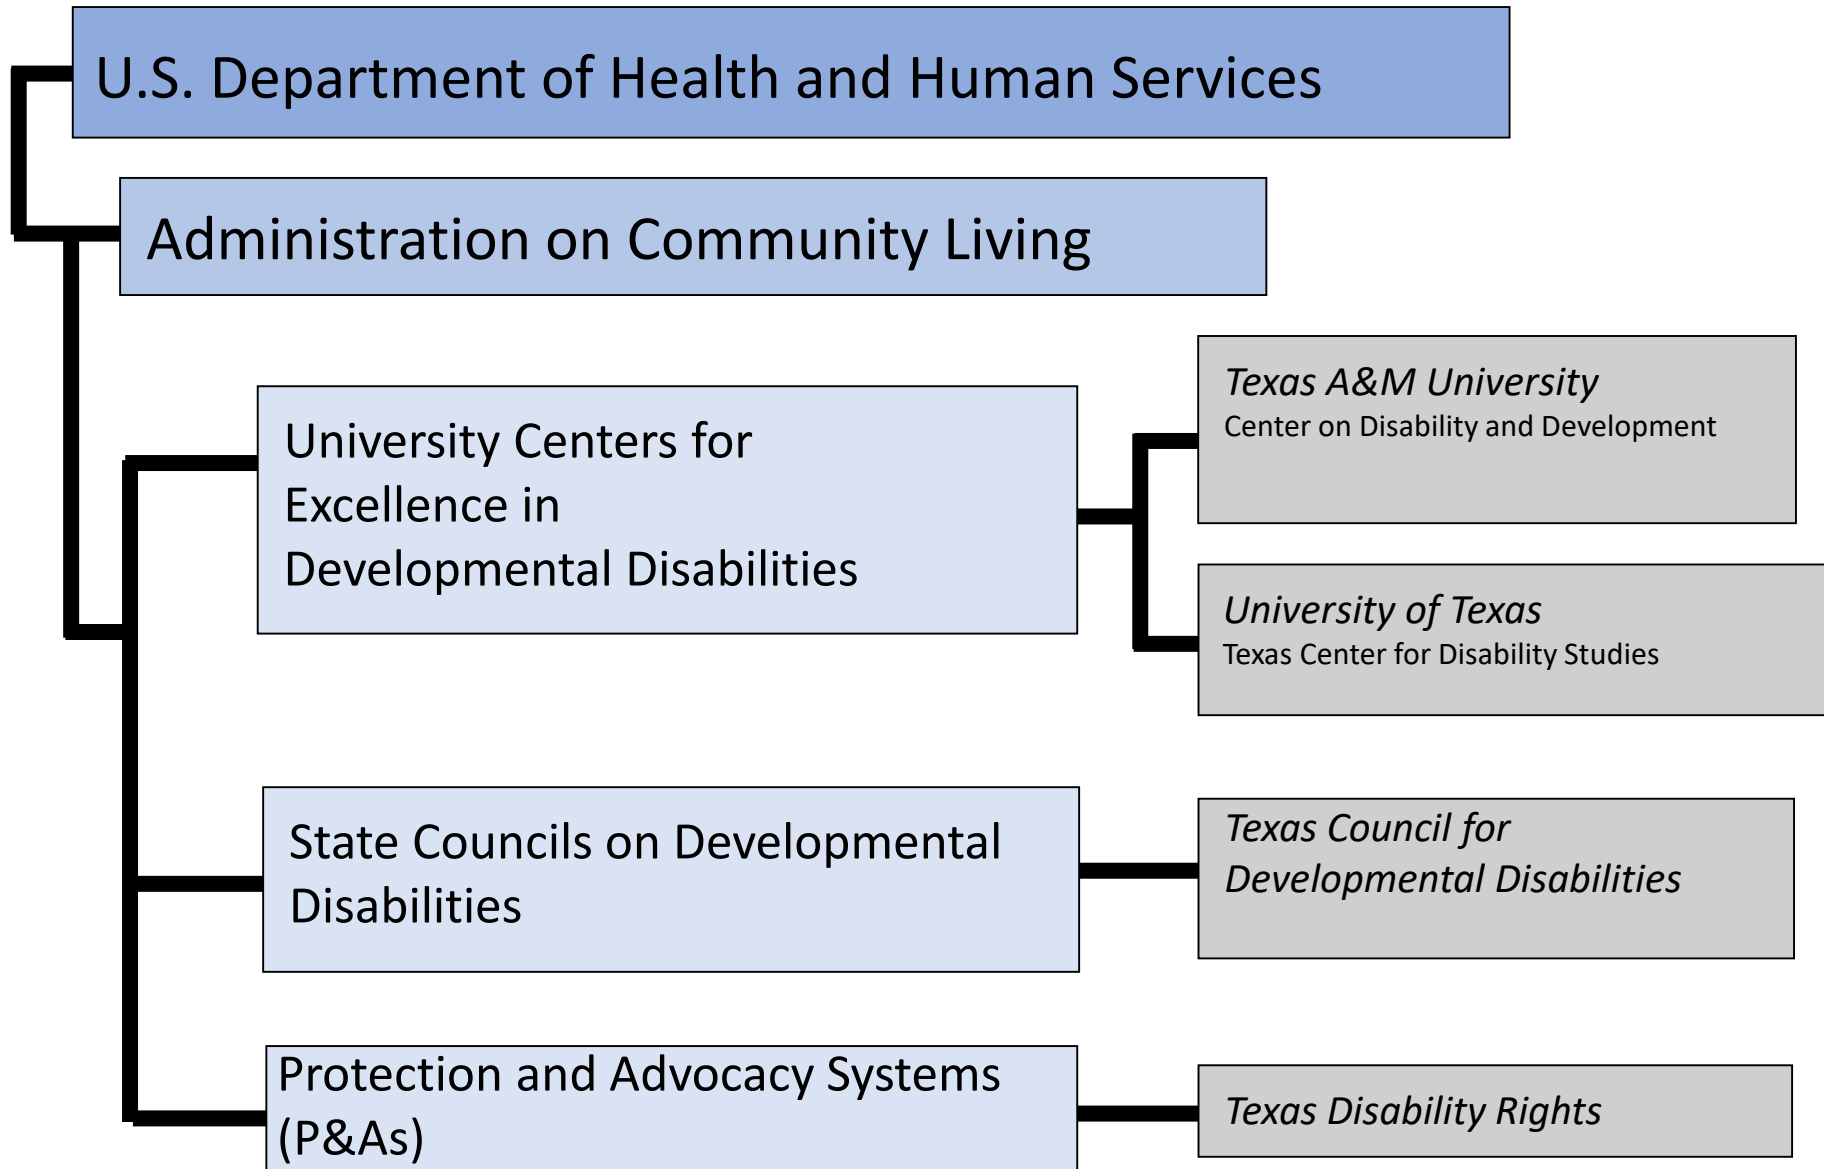 U.S. Department of Health and Human Services
Administration on Community Living
University Centers for
Excellence in
Developmental Disabilities
Texas A&M University
Center on Disability and Development
University of Texas
Texas Center for Disability Studies
State Councils on Developmental
Disabilities
Texas Council for
Developmental Disabilities
Protection and Advocacy Systems
(P&As)
Texas Disability Rights